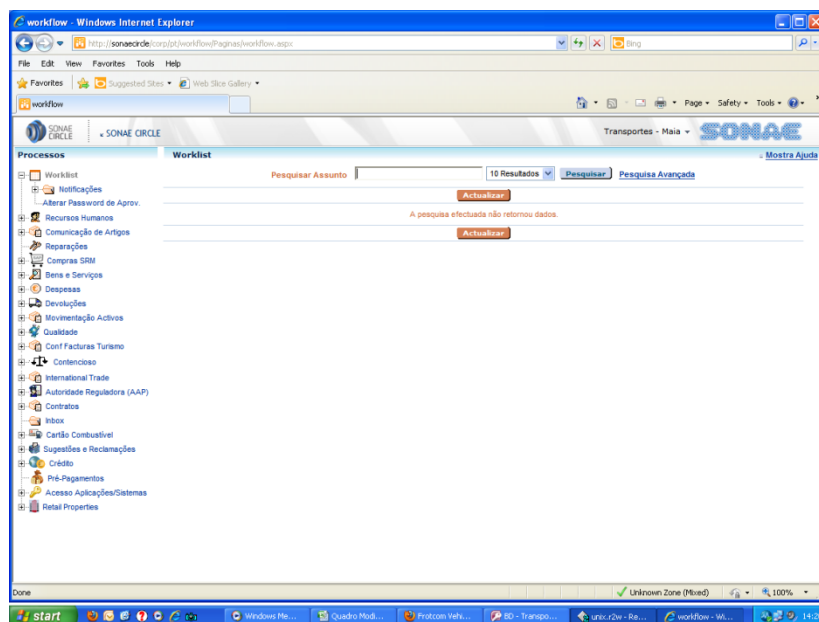 workflow - Windows Internet Explorer
http://sonaecircle/corp/pt/workflow/Paginas/workflow.aspx
Bing
File Edit View Favorites Tools Help
Favorites Suggested Sites Web Slice Gallery
workflow
Page Safety Tools
SONAE CIRCLE
« SONAE CIRCLE
Transportes - Maia
SONAE
Processos
Worklist
Mostra Ajuda
Worklist
Pesquisar Assunto 10 Resultados Pesquisar Pesquisa Avançada
Notificações
Actualizar
Alterar Password de Aprov.
A pesquisa efectuada não retornou dados.
Recursos Humanos
Comunicação de Artigos
Actualizar
Reparações
Compras SRM
Bens e Serviços
Despesas
Devoluções
Movimentação Activos
Qualidade
Conf Facturas Turismo
Contencioso
International Trade
Autoridade Reguladora (AAP)
Contratos
Inbox
Cartão Combustível
Sugestões e Reclamações
Crédito
Pré-Pagamentos
Acesso Aplicações/Sistemas
Retail Properties
Done
Unknown Zone (Mixed)
100%
start
Windows Me...
Quadro Modi...
Frotcom Vehi...
BD - Transpo...
unix.r2w - Re...
workflow - Wi...